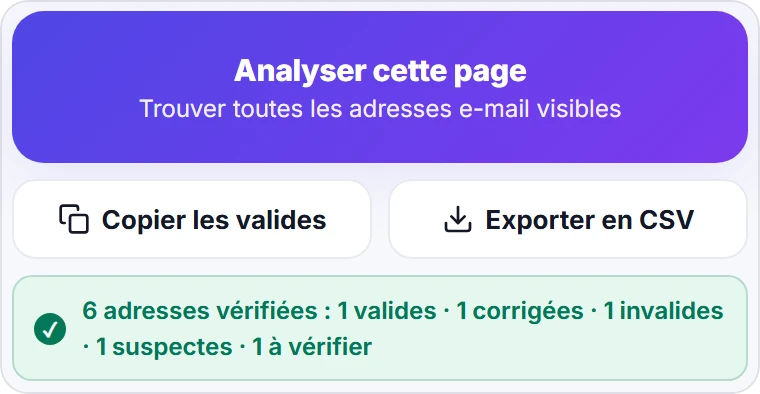 Analyser cette page
Trouver toutes les adresses e-mail visibles
Copier les valides
Exporter en CSV
6 adresses vérifiées : 1 valides · 1 corrigées · 1 invalides
· 1 suspectes · 1 à vérifier